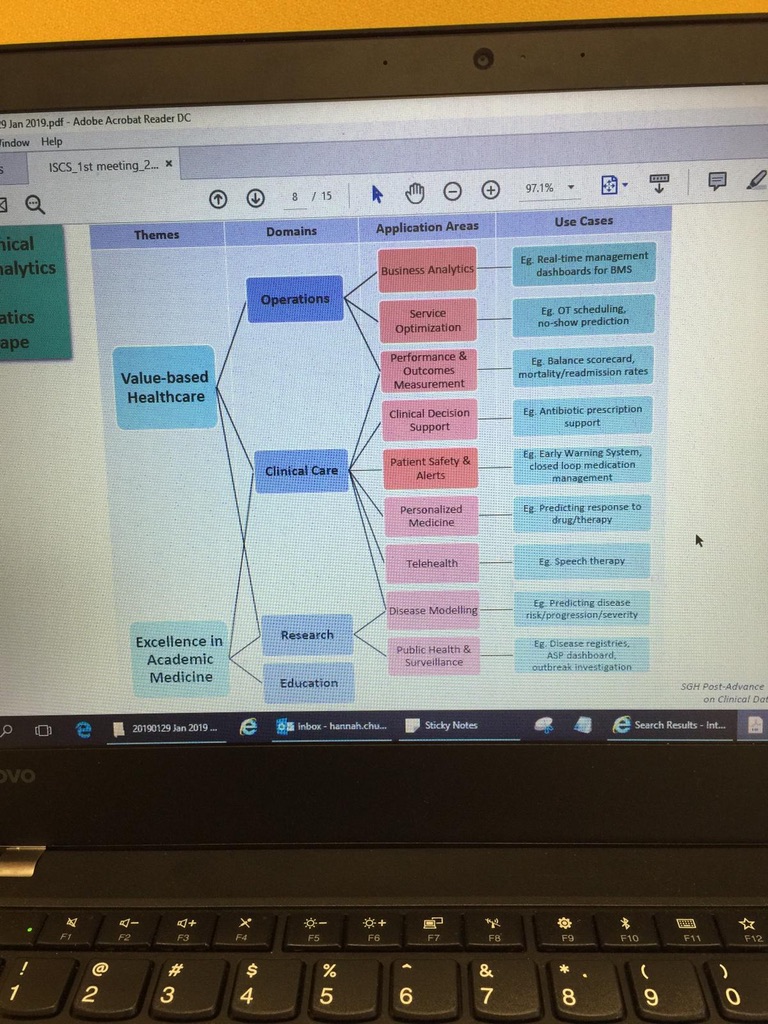 9 Jan 2019.pdf - Adobe Acrobat Reader DC
indow Help
s ISCS_1st meeting_2... ×
8 / 15 97.1%
nical
nalytics
atics
ape
Themes Domains Application Areas Use Cases
Value-based
Healthcare
Excellence in
Academic
Medicine
Operations
Clinical Care
Research
Education
Business Analytics
Service
Optimization
Performance &
Outcomes
Measurement
Clinical Decision
Support
Patient Safety &
Alerts
Personalized
Medicine
Telehealth
Disease Modelling
Public Health &
Surveillance
Eg. Real-time management
dashboards for BMS
Eg. OT scheduling,
no-show prediction
Eg. Balance scorecard,
mortality/readmission rates
Eg. Antibiotic prescription
support
Eg. Early Warning System,
closed loop medication
management
Eg. Predicting response to
drug/therapy
Eg. Speech therapy
Eg. Predicting disease
risk/progression/severity
Eg. Disease registries,
ASP dashboard,
outbreak investigation
SGH Post-Advance
on Clinical Dat
20190129 Jan 2019 ... Inbox - hannah.chu... Sticky Notes Search Results - Int...
ovo
F1 F2 F3 F4 F5 F6 F7 F8 F9 F10 F11 F12
! @ # $ % ^ & * ( )
1 2 3 4 5 6 7 8 9 0